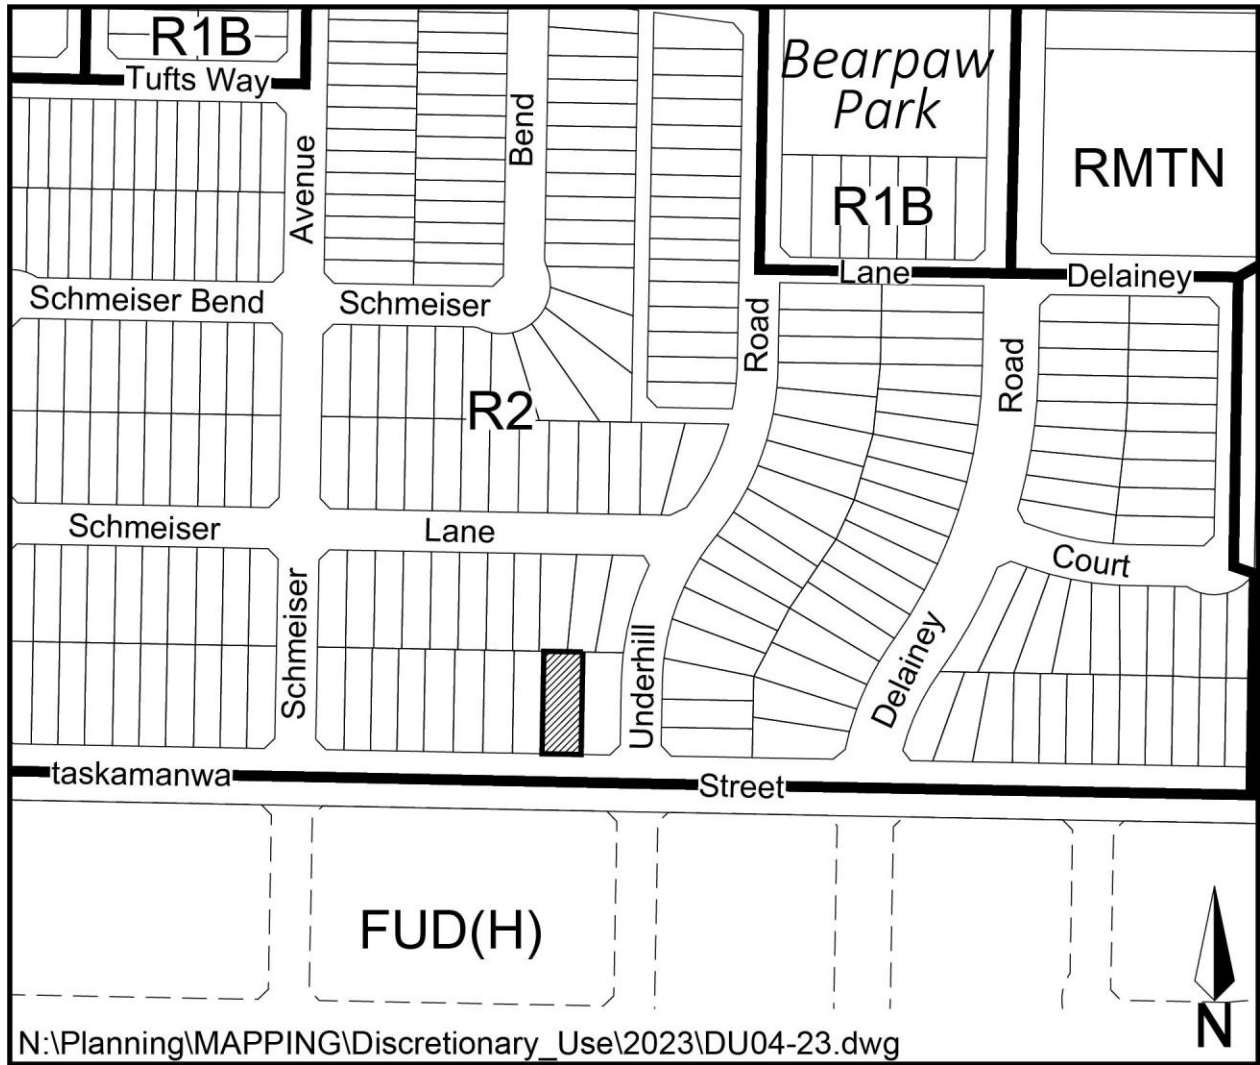 R1B
Tufts Way
Bearpaw
Park
Bend
Avenue
RMTN
R1B
Lane
Delainey
Schmeiser Bend
Schmeiser
Road
Road
R2
Schmeiser
Lane
Court
Schmeiser
Underhill
Delainey
taskamanwa
Street
FUD(H)
N
N:\Planning\MAPPING\Discretionary_Use\2023\DU04-23.dwg